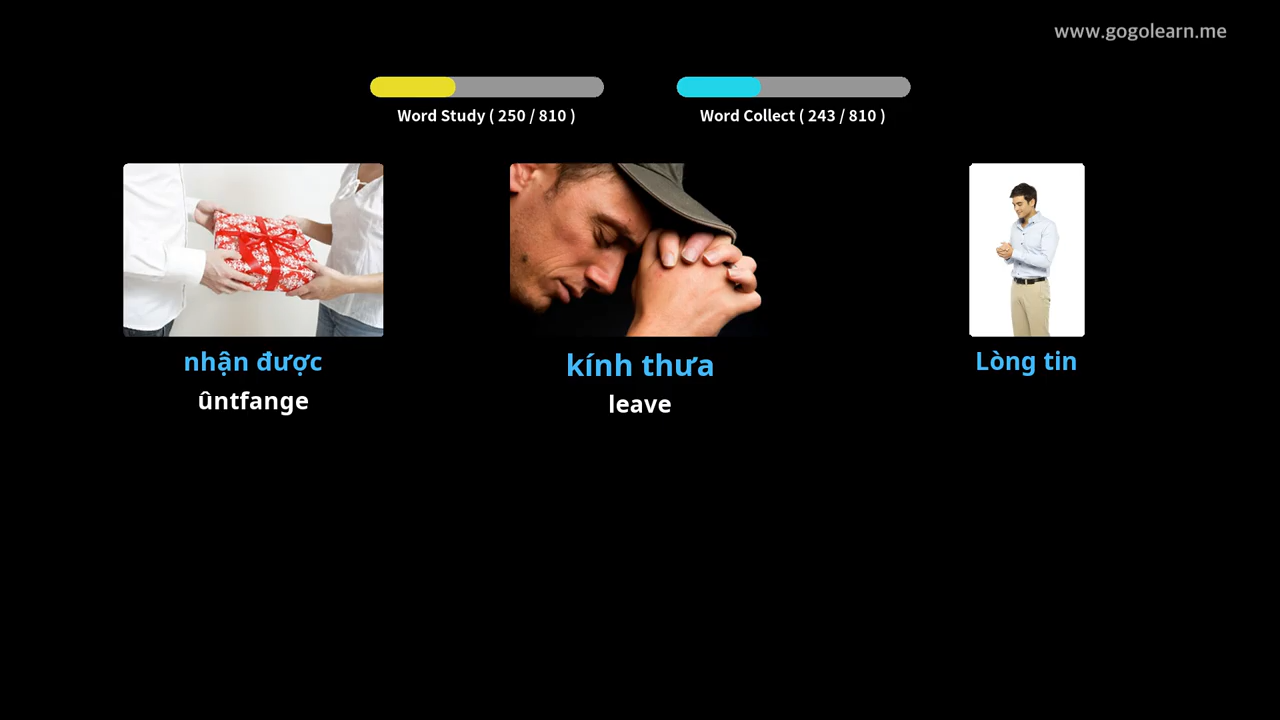 www.gogolearn.me
Word Study ( 250 / 810 )
Word Collect ( 243 / 810 )
nhận được
ûntfange
kính thưa
leave
Lòng tin